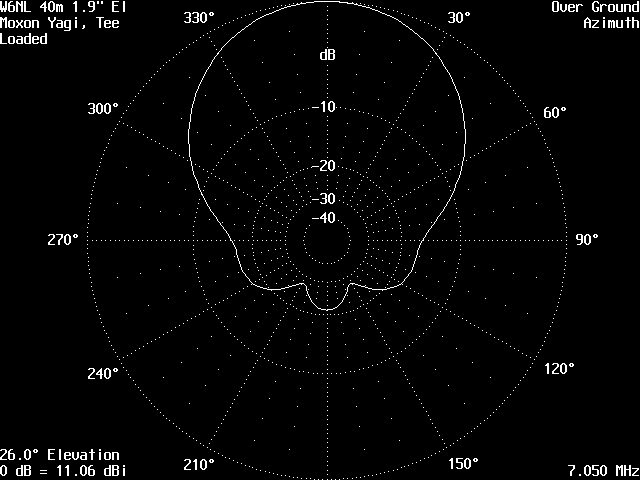 W6NL 40m 1.9" El
Moxon Yagi, Tee
Loaded
Over Ground
Azimuth
330°
30°
dB
300°
-10
60°
-20
-30
-40
270°
90°
240°
120°
210°
150°
26.0° Elevation
0 dB = 11.06 dBi
7.050 MHz